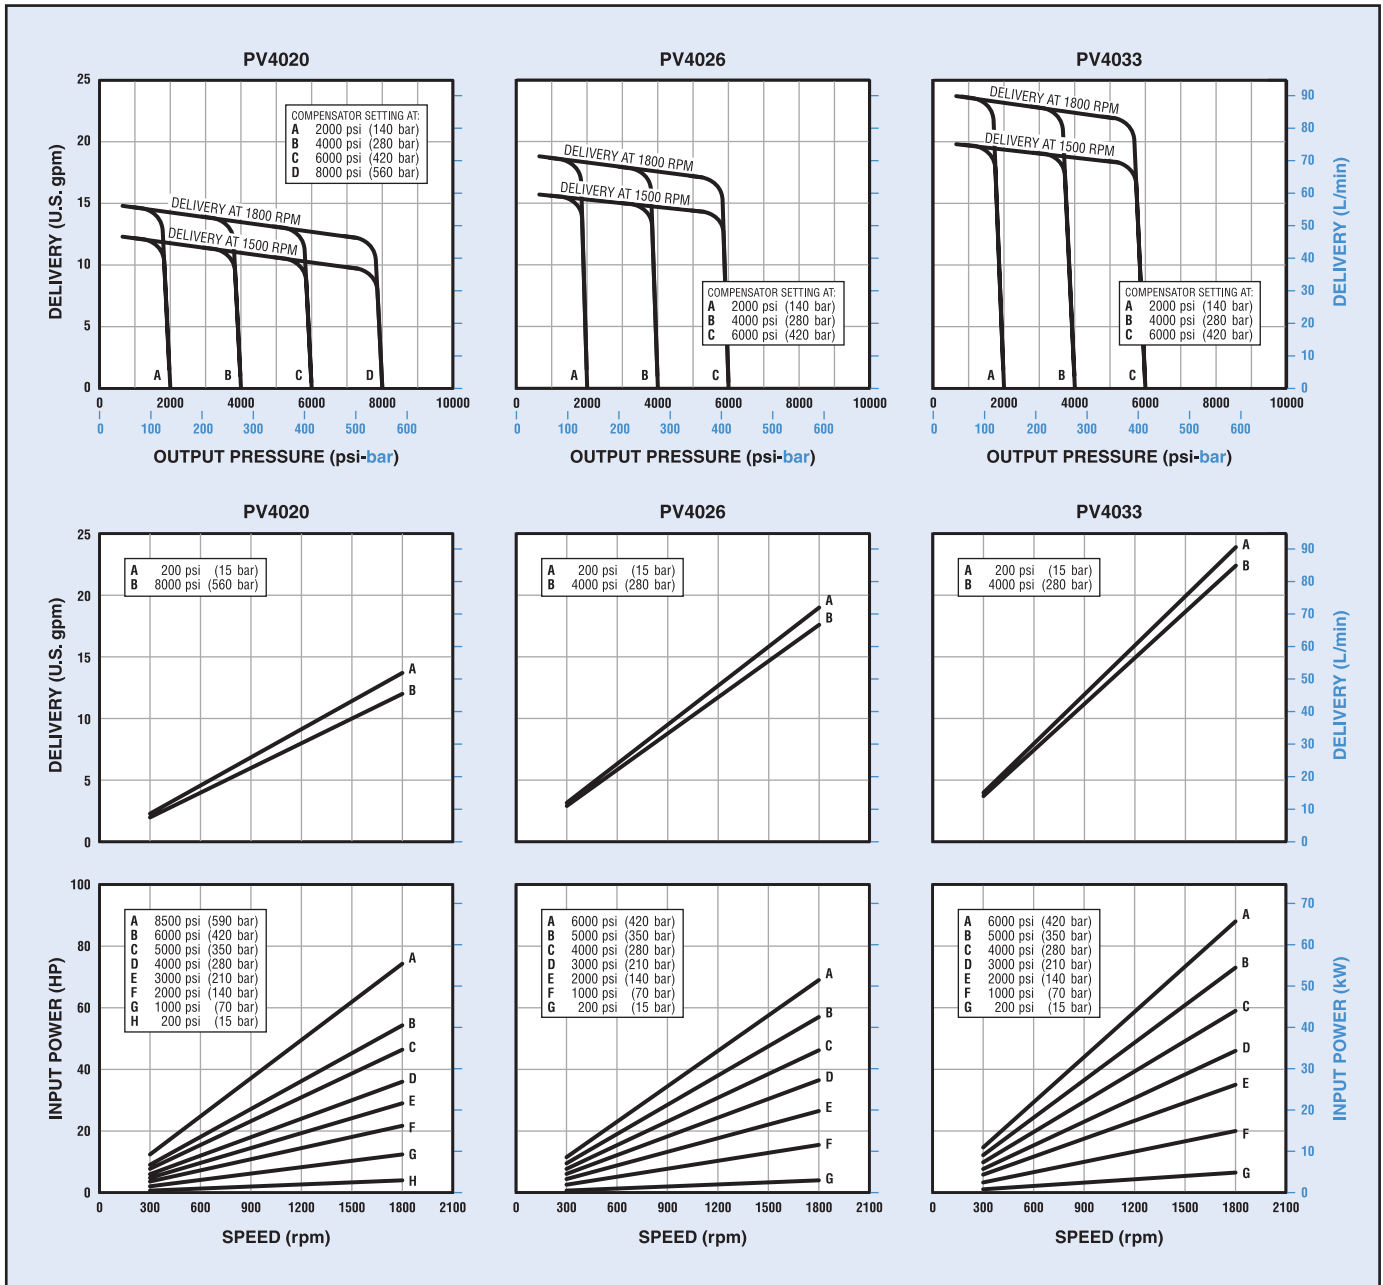 PV4020
PV4026
PV4033
DELIVERY (U.S. gpm)
25
20
15
10
5
0
COMPENSATOR SETTING AT:
A 2000 psi (140 bar)
B 4000 psi (280 bar)
C 6000 psi (420 bar)
D 8000 psi (560 bar)
DELIVERY AT 1800 RPM
DELIVERY AT 1500 RPM
A B C D
0 2000 4000 6000 8000 10000
0 100 200 300 400 500 600
OUTPUT PRESSURE (psi-bar)
DELIVERY AT 1800 RPM
DELIVERY AT 1500 RPM
COMPENSATOR SETTING AT:
A 2000 psi (140 bar)
B 4000 psi (280 bar)
C 6000 psi (420 bar)
A B C
0 2000 4000 6000 8000 10000
0 100 200 300 400 500 600
OUTPUT PRESSURE (psi-bar)
DELIVERY AT 1800 RPM
DELIVERY AT 1500 RPM
COMPENSATOR SETTING AT:
A 2000 psi (140 bar)
B 4000 psi (280 bar)
C 6000 psi (420 bar)
A B C
0 2000 4000 6000 8000 10000
0 100 200 300 400 500 600
OUTPUT PRESSURE (psi-bar)
90
80
70
60
50
40
30
20
10
0
DELIVERY (L/min)
PV4020
PV4026
PV4033
DELIVERY (U.S. gpm)
25
20
15
10
5
0
A 200 psi (15 bar)
B 8000 psi (560 bar)
A
B
A 200 psi (15 bar)
B 4000 psi (280 bar)
A
B
A 200 psi (15 bar)
B 4000 psi (280 bar)
A
B
90
80
70
60
50
40
30
20
10
0
DELIVERY (L/min)
INPUT POWER (HP)
100
80
60
40
20
0
A 8500 psi (590 bar)
B 6000 psi (420 bar)
C 5000 psi (350 bar)
D 4000 psi (280 bar)
E 3000 psi (210 bar)
F 2000 psi (140 bar)
G 1000 psi (70 bar)
H 200 psi (15 bar)
A
B
C
D
E
F
G
H
0 300 600 900 1200 1500 1800 2100
SPEED (rpm)
A 6000 psi (420 bar)
B 5000 psi (350 bar)
C 4000 psi (280 bar)
D 3000 psi (210 bar)
E 2000 psi (140 bar)
F 1000 psi (70 bar)
G 200 psi (15 bar)
A
B
C
D
E
F
G
0 300 600 900 1200 1500 1800 2100
SPEED (rpm)
A 6000 psi (420 bar)
B 5000 psi (350 bar)
C 4000 psi (280 bar)
D 3000 psi (210 bar)
E 2000 psi (140 bar)
F 1000 psi (70 bar)
G 200 psi (15 bar)
A
B
C
D
E
F
G
0 300 600 900 1200 1500 1800 2100
SPEED (rpm)
70
60
50
40
30
20
10
0
INPUT POWER (kW)